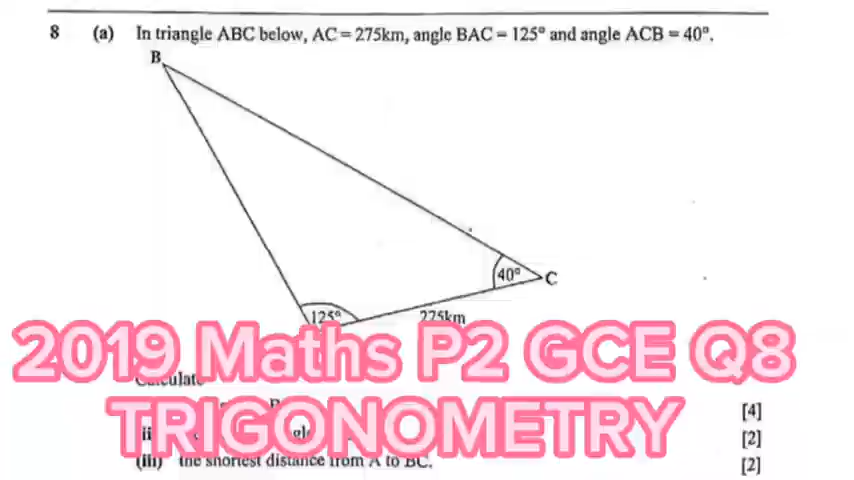 8 (a) In triangle ABC below, AC = 275km, angle BAC = 125° and angle ACB = 40°.
B
40°
C
125°
275km
2019 Maths P2 GCE Q8
Calculate
[4]
TRIGONOMETRY
[2]
(iii) the shortest distance from A to BC.
[2]